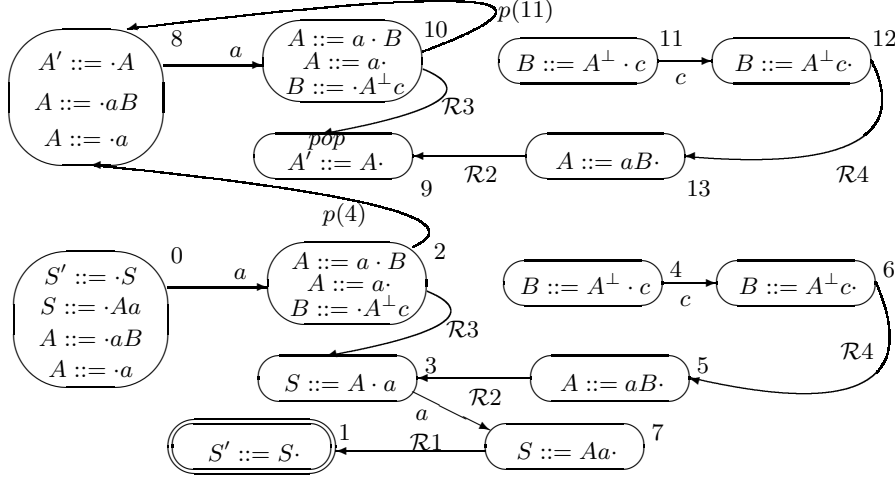 p(11)
8
10
11
12
A' ::= ·A
A ::= ·aB
A ::= ·a
a
A ::= a · B
A ::= a·
B ::= ·A⊥c
B ::= A⊥ · c
c
B ::= A⊥c·
R3
pop
A' ::= A·
9
R2
A ::= aB·
13
R4
p(4)
0
2
4
6
S' ::= ·S
S ::= ·Aa
A ::= ·aB
A ::= ·a
a
A ::= a · B
A ::= a·
B ::= ·A⊥c
B ::= A⊥ · c
c
B ::= A⊥c·
R3
R4
S ::= A · a
3
R2
A ::= aB·
5
a
1
R1
7
S' ::= S·
S ::= Aa·